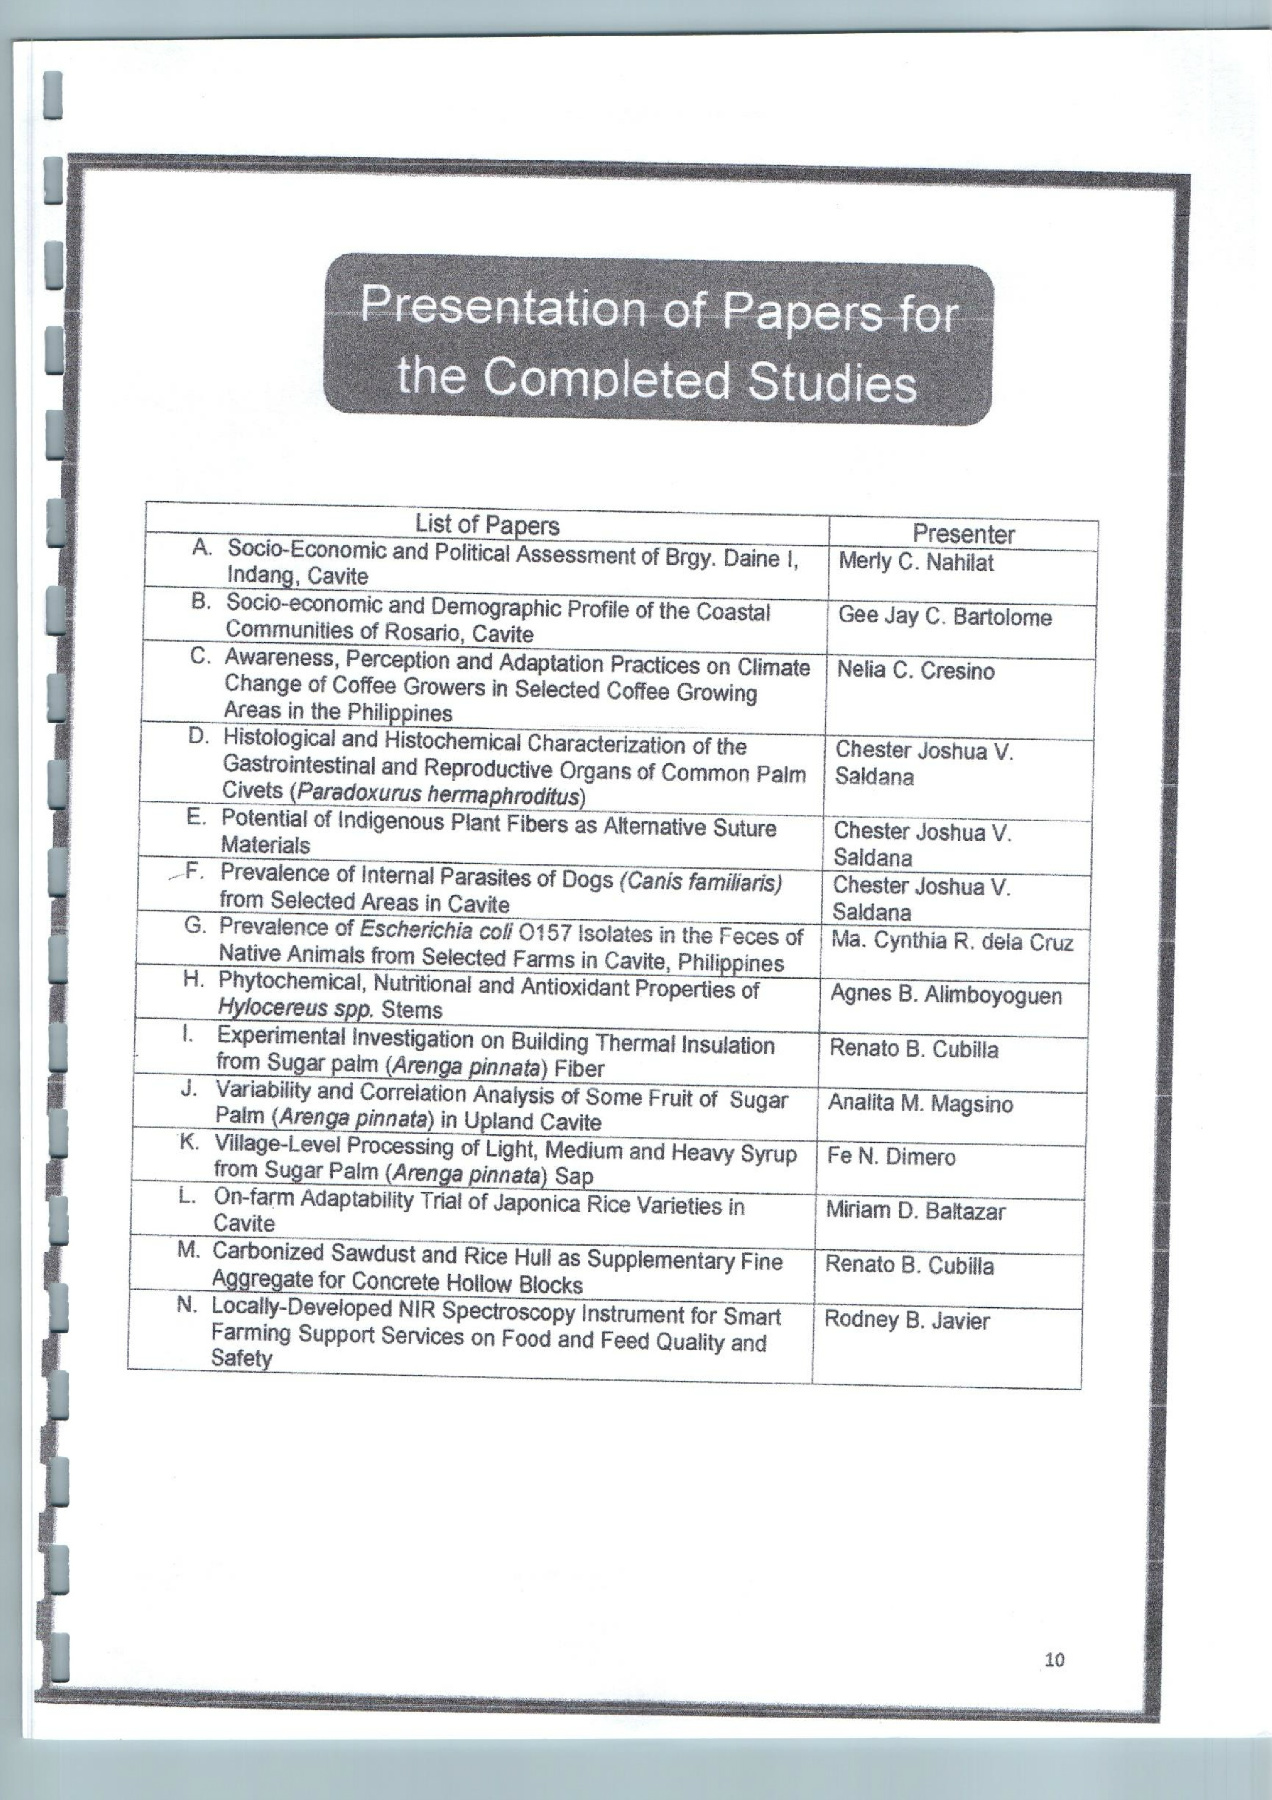 Presentation of Papers for
the Completed Studies
List of Papers
Presenter
A. Socio-Economic and Political Assessment of Brgy. Daine I,
Indang, Cavite
Merly C. Nahilat
B. Socio-economic and Demographic Profile of the Coastal
Communities of Rosario, Cavite
Gee Jay C. Bartolome
C. Awareness, Perception and Adaptation Practices on Climate
Change of Coffee Growers in Selected Coffee Growing
Areas in the Philippines
Nelia C. Cresino
D. Histological and Histochemical Characterization of the
Gastrointestinal and Reproductive Organs of Common Palm
Civets (Paradoxurus hermaphroditus)
Chester Joshua V.
Saldana
E. Potential of Indigenous Plant Fibers as Alternative Suture
Materials
Chester Joshua V.
Saldana
F. Prevalence of Internal Parasites of Dogs (Canis familiaris)
from Selected Areas in Cavite
Chester Joshua V.
Saldana
G. Prevalence of Escherichia coli O157 Isolates in the Feces of
Native Animals from Selected Farms in Cavite, Philippines
Ma. Cynthia R. dela Cruz
H. Phytochemical, Nutritional and Antioxidant Properties of
Hylocereus spp. Stems
Agnes B. Alimboyoguen
I. Experimental Investigation on Building Thermal Insulation
from Sugar palm (Arenga pinnata) Fiber
Renato B. Cubilla
J. Variability and Correlation Analysis of Some Fruit of Sugar
Palm (Arenga pinnata) in Upland Cavite
Analita M. Magsino
K. Village-Level Processing of Light, Medium and Heavy Syrup
from Sugar Palm (Arenga pinnata) Sap
Fe N. Dimero
L. On-farm Adaptability Trial of Japonica Rice Varieties in
Cavite
Miriam D. Baltazar
M. Carbonized Sawdust and Rice Hull as Supplementary Fine
Aggregate for Concrete Hollow Blocks
Renato B. Cubilla
N. Locally-Developed NIR Spectroscopy Instrument for Smart
Farming Support Services on Food and Feed Quality and
Safety
Rodney B. Javier
10